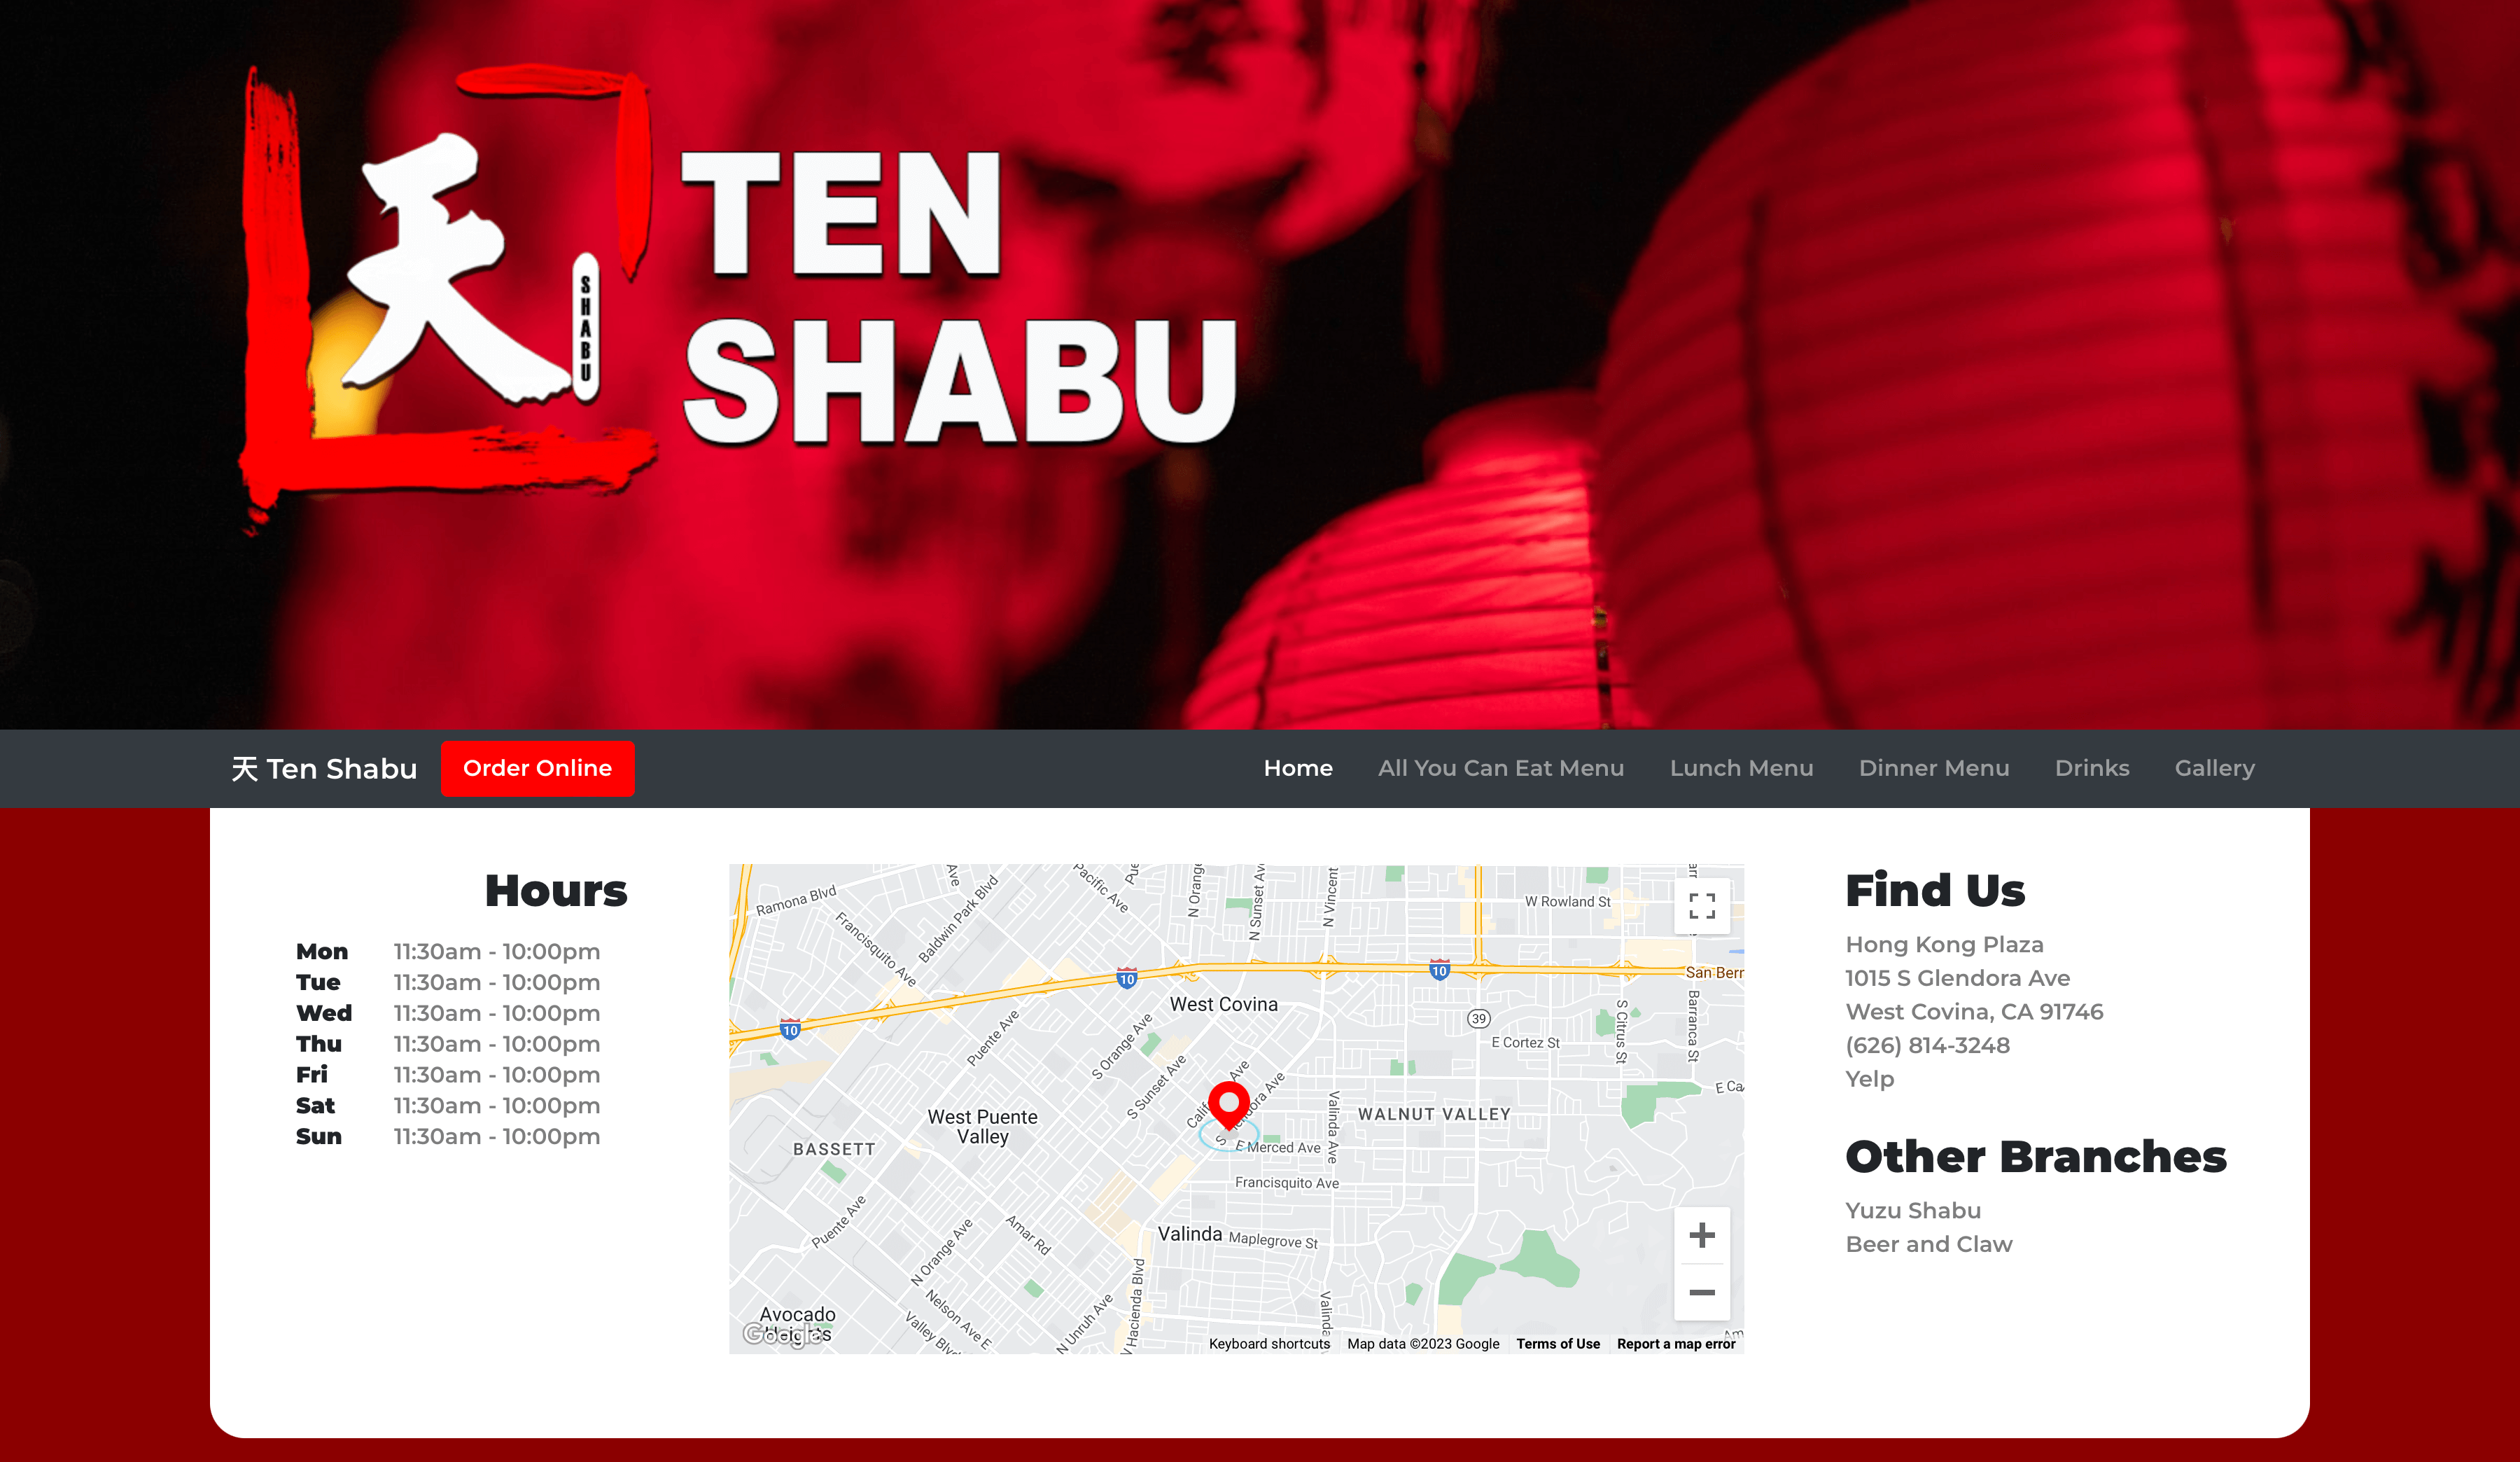 天
SHABU
TEN
SHABU
天 Ten Shabu
Order Online
Home
All You Can Eat Menu
Lunch Menu
Dinner Menu
Drinks
Gallery
Hours
Mon 11:30am - 10:00pm
Tue 11:30am - 10:00pm
Wed 11:30am - 10:00pm
Thu 11:30am - 10:00pm
Fri 11:30am - 10:00pm
Sat 11:30am - 10:00pm
Sun 11:30am - 10:00pm
Ramona Blvd
Francisquito Ave
Ave
Baldwin Park Blvd
Pacific Ave
Pue
N Orange
N Sunset Av
N Vincent
W Rowland St
10
10
10
San Bern
West Covina
39
S Citrus St
Barranca St
E Cortez St
Puente Ave
S Orange Ave
S Sunset Ave
Ave
E Ca
West Puente
Valley
WALNUT VALLEY
BASSETT
Valinda Ave
E Merced Ave
Francisquito Ave
Puente Ave
Valinda
Maplegrove St
N Orange Ave
Amar Rd
N Hacienda Blvd
Nelson Ave E
N Unruh Ave
Valinda
Valley Blv
Avocado
Heights
Google
Keyboard shortcuts
Map data ©2023 Google
Terms of Use
Report a map error
Find Us
Hong Kong Plaza
1015 S Glendora Ave
West Covina, CA 91746
(626) 814-3248
Yelp
Other Branches
Yuzu Shabu
Beer and Claw